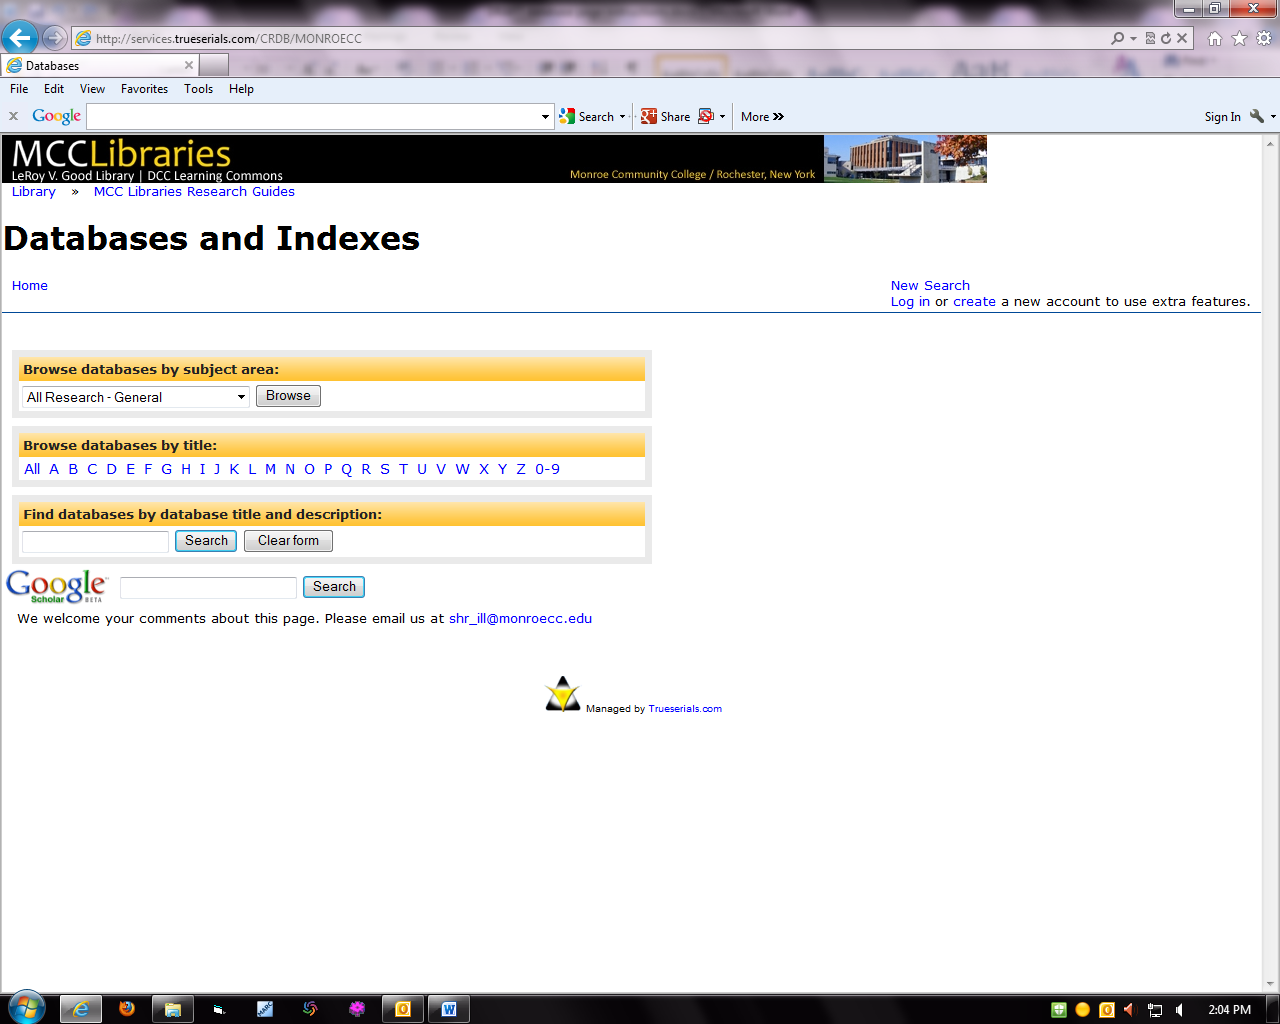 http://services.trueserials.com/CRDB/MONROECC
Databases
File Edit View Favorites Tools Help
x Google Search Share More » Sign In
MCCLibraries
LeRoy V. Good Library | DCC Learning Commons
Monroe Community College / Rochester, New York
Library » MCC Libraries Research Guides
Databases and Indexes
Home
New Search
Log in or create a new account to use extra features.
Browse databases by subject area:
All Research - General Browse
Browse databases by title:
All A B C D E F G H I J K L M N O P Q R S T U V W X Y Z 0-9
Find databases by database title and description:
Search Clear form
Google Scholar BETA Search
We welcome your comments about this page. Please email us at shr_ill@monroecc.edu
Managed by Trueserials.com
2:04 PM